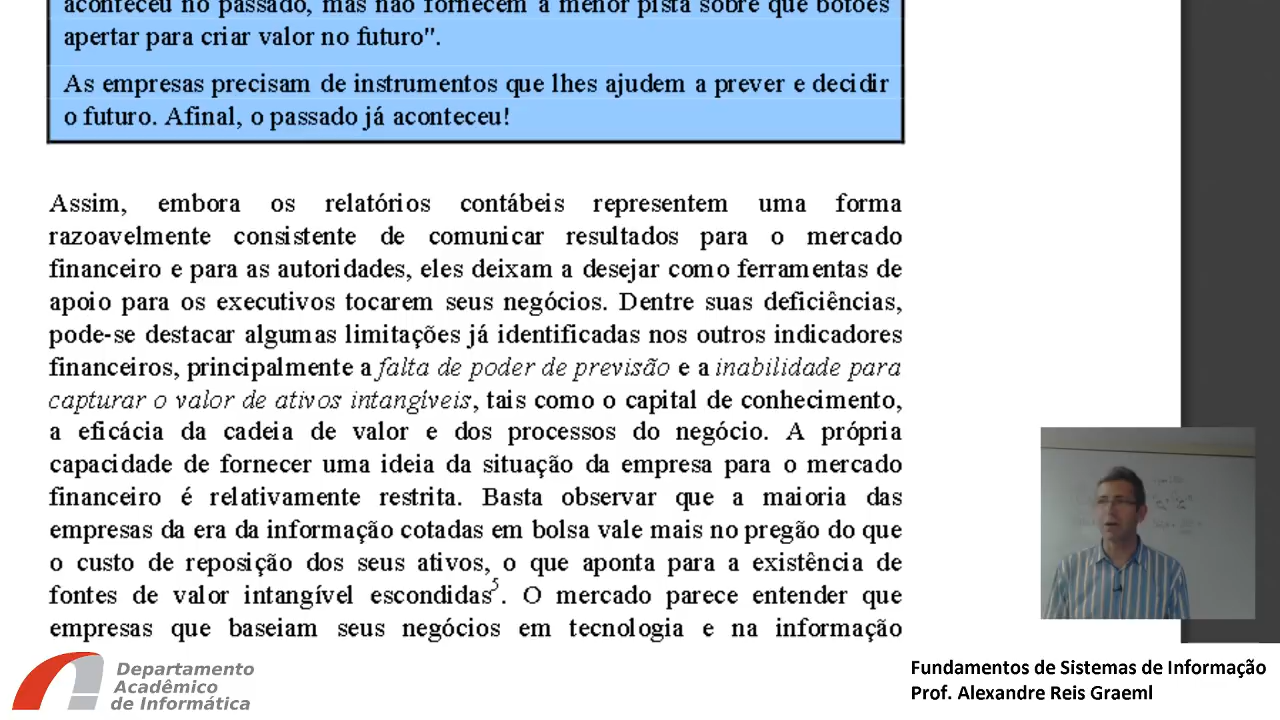 aconteceu no passado, mas não fornecem a menor pista sobre que botões
apertar para criar valor no futuro".
As empresas precisam de instrumentos que lhes ajudem a prever e decidir
o futuro. Afinal, o passado já aconteceu!
Assim, embora os relatórios contábeis representem uma forma
razoavelmente consistente de comunicar resultados para o mercado
financeiro e para as autoridades, eles deixam a desejar como ferramentas de
apoio para os executivos tocarem seus negócios. Dentre suas deficiências,
pode-se destacar algumas limitações já identificadas nos outros indicadores
financeiros, principalmente a falta de poder de previsão e a inabilidade para
capturar o valor de ativos intangíveis, tais como o capital de conhecimento,
a eficácia da cadeia de valor e dos processos do negócio. A própria
capacidade de fornecer uma ideia da situação da empresa para o mercado
financeiro é relativamente restrita. Basta observar que a maioria das
empresas da era da informação cotadas em bolsa vale mais no pregão do que
o custo de reposição dos seus ativos, o que aponta para a existência de
fontes de valor intangível escondidas5. O mercado parece entender que
empresas que baseiam seus negócios em tecnologia e na informação
Departamento
Acadêmico
de Informática
Fundamentos de Sistemas de Informação
Prof. Alexandre Reis Graeml